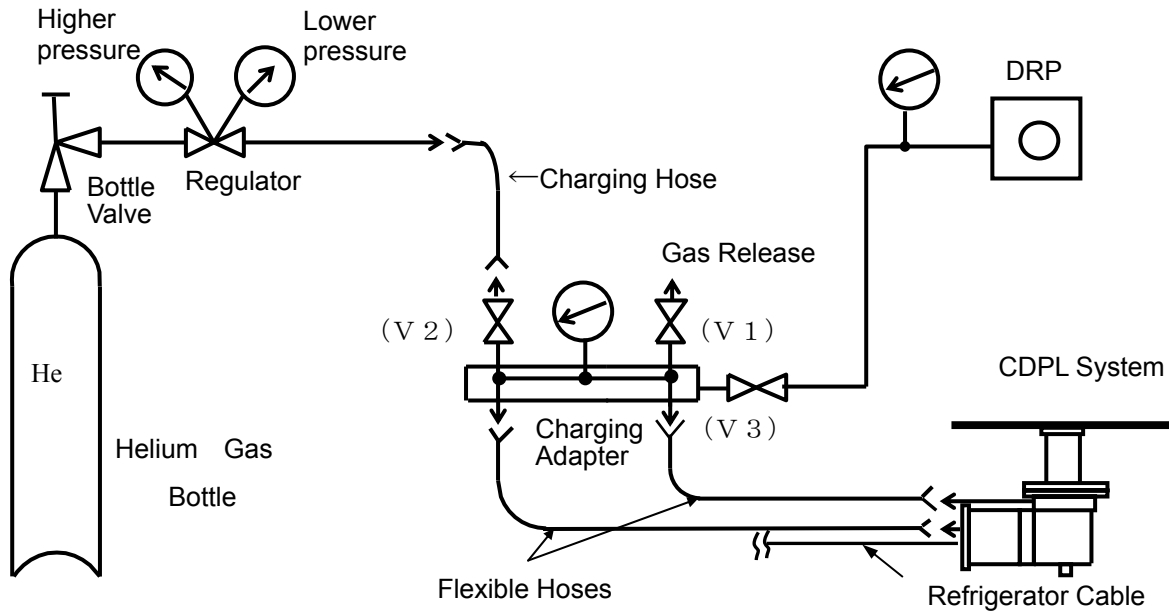 Higher
pressure
Lower
pressure
DRP
Bottle
Valve
Regulator
←Charging Hose
Gas Release
（V 2）
（V 1）
He
CDPL System
Charging
Adapter
（V 3）
Helium Gas
Bottle
Flexible Hoses
Refrigerator Cable